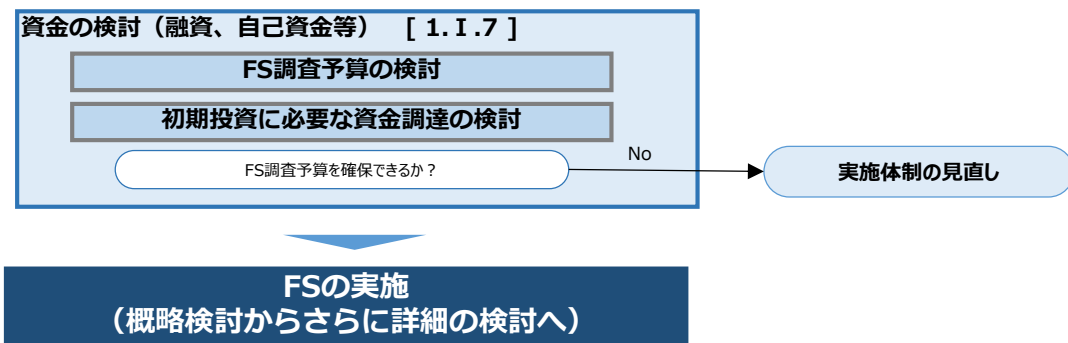 資金の検討（融資、自己資金等） [ 1.Ⅰ.7 ]
FS調査予算の検討
初期投資に必要な資金調達の検討
FS調査予算を確保できるか？
No
実施体制の見直し
FSの実施
（概略検討からさらに詳細の検討へ）